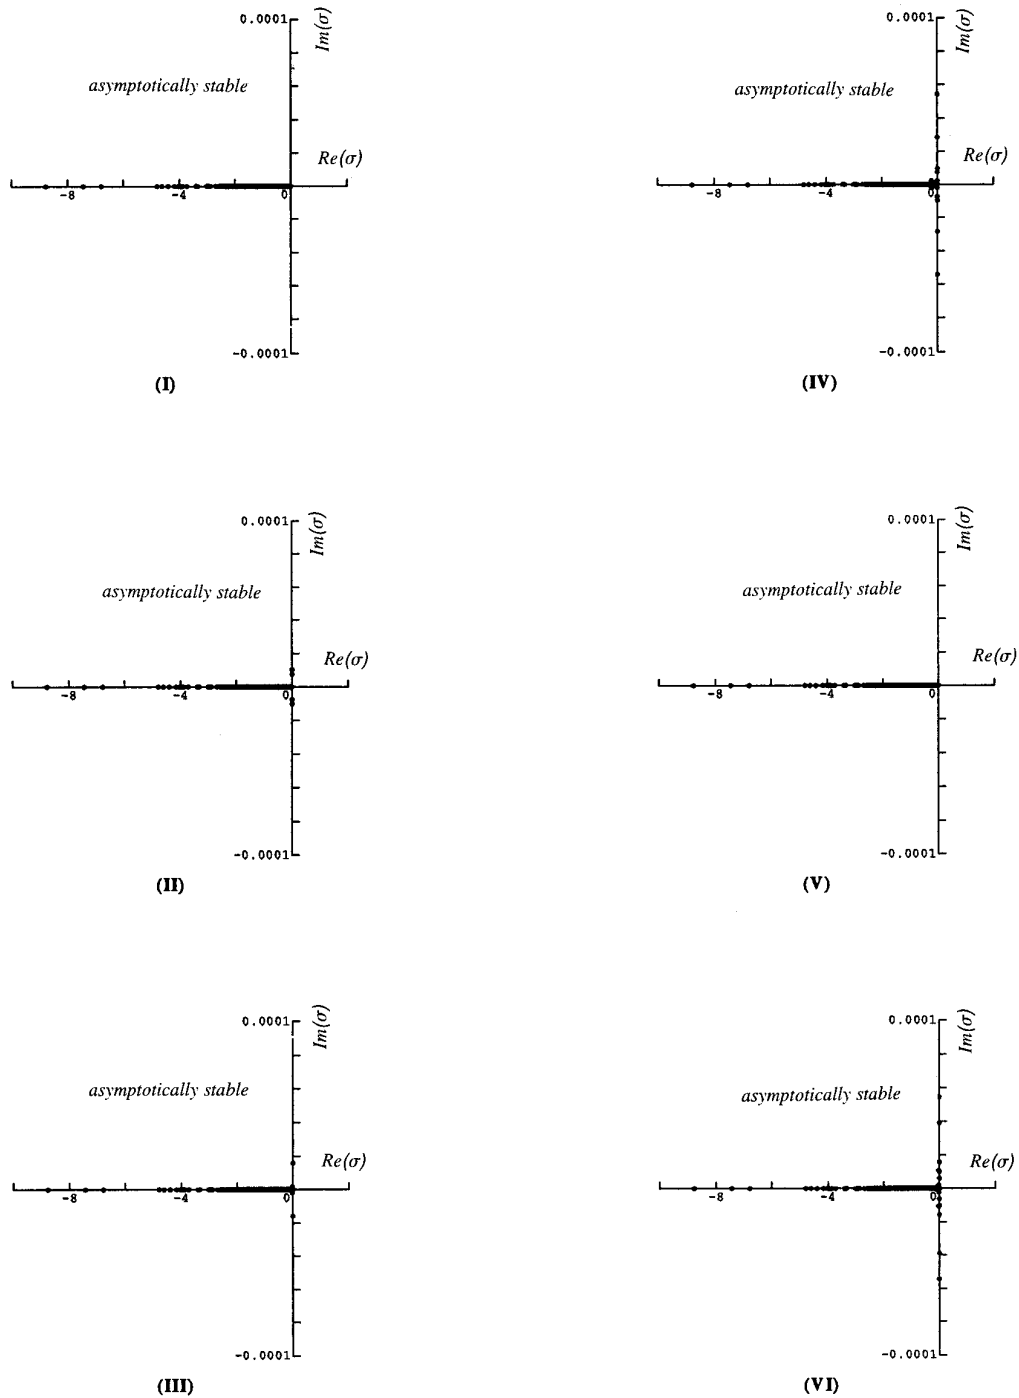 0.0001
Im(σ)
asymptotically stable
Re(σ)
-8
-4
0
-0.0001
(I)
0.0001
Im(σ)
asymptotically stable
Re(σ)
-8
-4
0
-0.0001
(IV)
0.0001
Im(σ)
asymptotically stable
Re(σ)
-8
-4
0
-0.0001
(II)
0.0001
Im(σ)
asymptotically stable
Re(σ)
-8
-4
0
-0.0001
(V)
0.0001
Im(σ)
asymptotically stable
Re(σ)
-8
-4
0
-0.0001
(III)
0.0001
Im(σ)
asymptotically stable
Re(σ)
-8
-4
0
-0.0001
(VI)